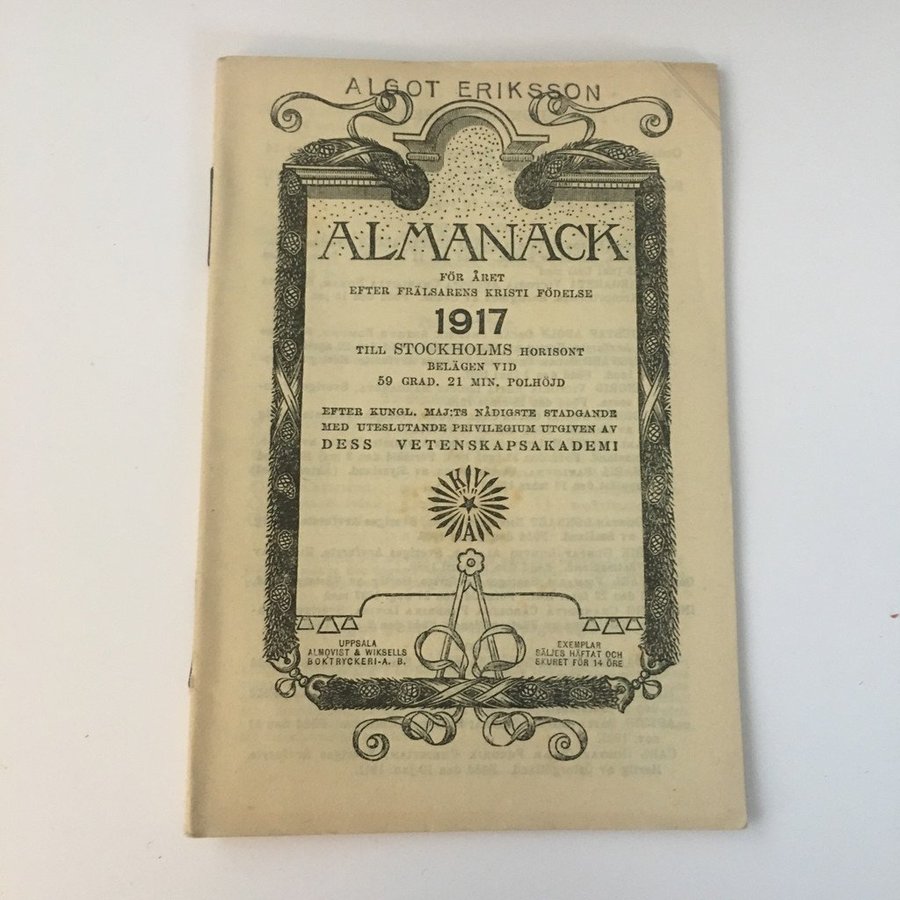 ALGOT ERIKSSON
ALMANACK
FÖR ÅRET
EFTER FRÄLSARENS KRISTI FÖDELSE
1917
TILL STOCKHOLMS HORISONT
BELÄGEN VID
59 GRAD. 21 MIN. POLHÖJD
EFTER KUNGL. MAJ:TS NÅDIGSTE STADGANDE
MED UTESLUTANDE PRIVILEGIUM UTGIVEN AV
DESS VETENSKAPSAKADEMI
K V
A
UPPSALA
ALMQVIST & WIKSELLS
BOKTRYCKERI-A. B.
EXEMPLAR
SÄLJES HÄFTAT OCH
SKURET FÖR 14 ÖRE